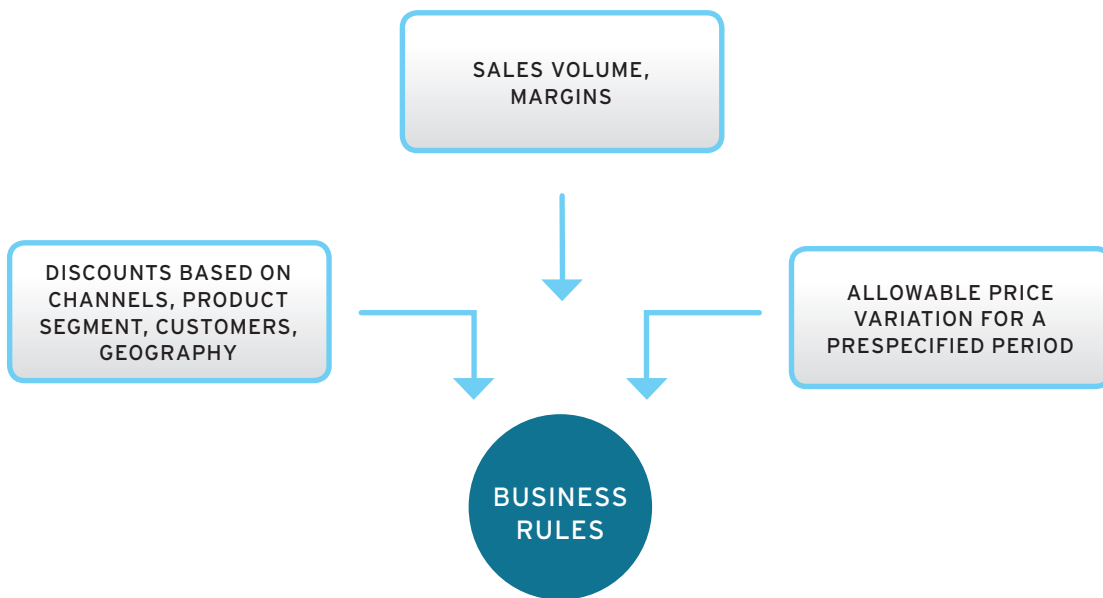 SALES VOLUME,
MARGINS
DISCOUNTS BASED ON
CHANNELS, PRODUCT
SEGMENT, CUSTOMERS,
GEOGRAPHY
ALLOWABLE PRICE
VARIATION FOR A
PRESPECIFIED PERIOD
BUSINESS
RULES